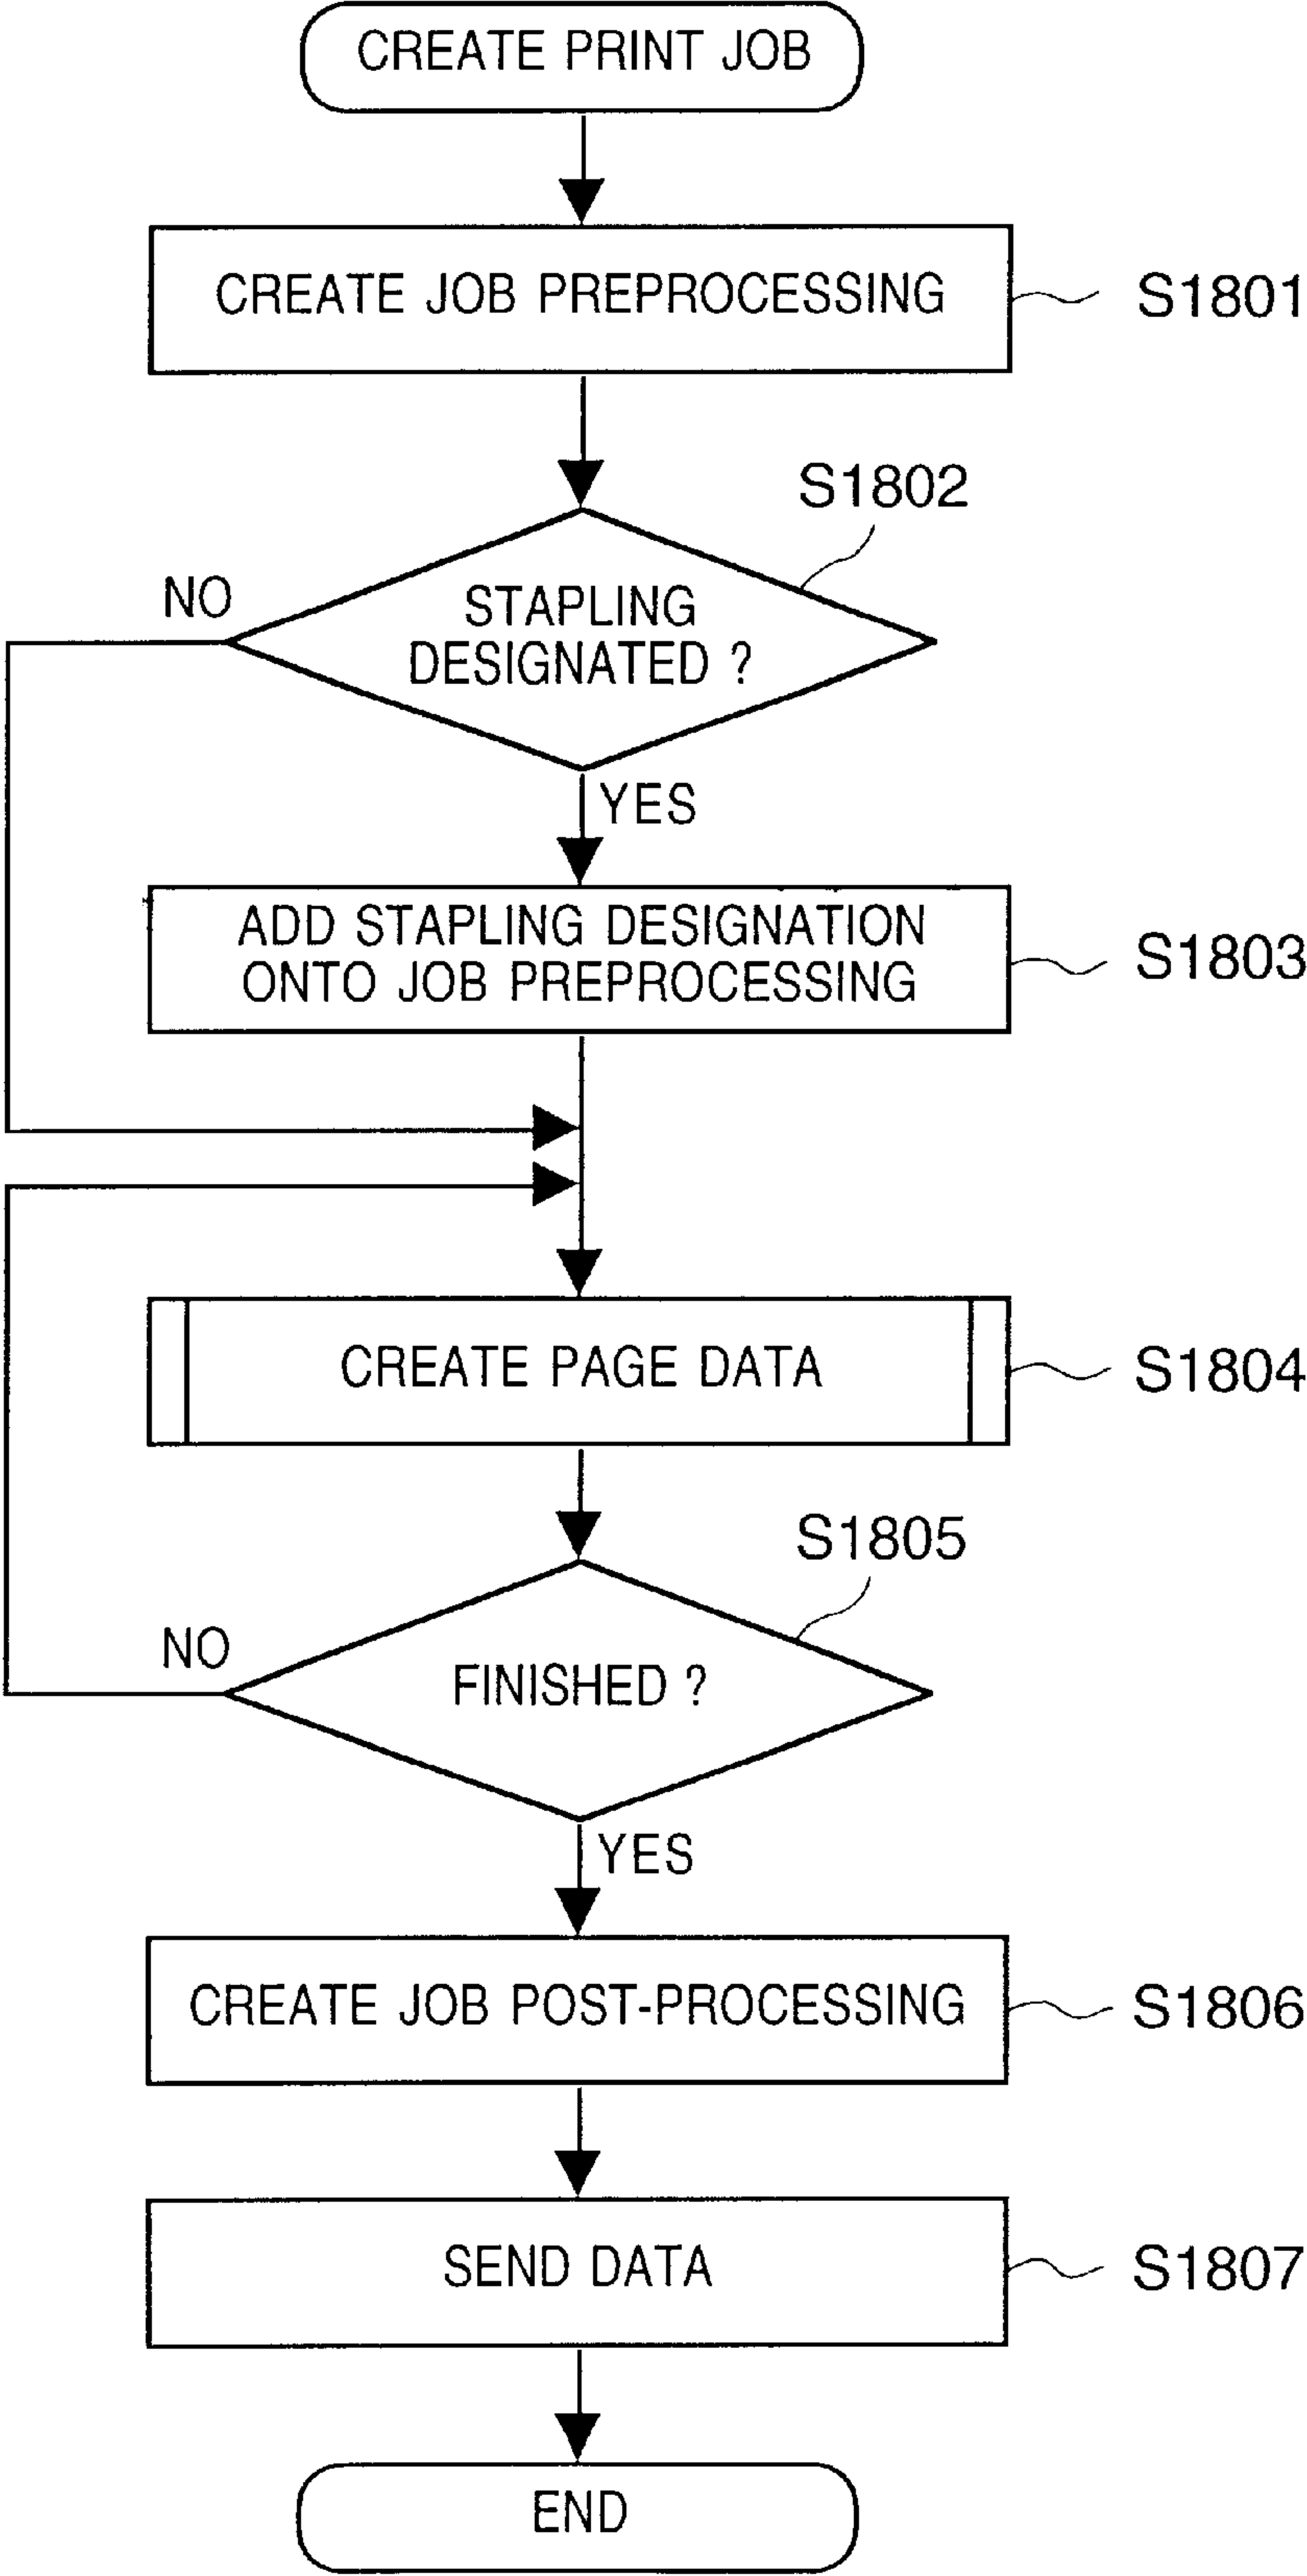 CREATE PRINT JOB
CREATE JOB PREPROCESSING
S1801
S1802
NO
STAPLING
DESIGNATED ?
YES
ADD STAPLING DESIGNATION
ONTO JOB PREPROCESSING
S1803
CREATE PAGE DATA
S1804
S1805
NO
FINISHED ?
YES
CREATE JOB POST-PROCESSING
S1806
SEND DATA
S1807
END